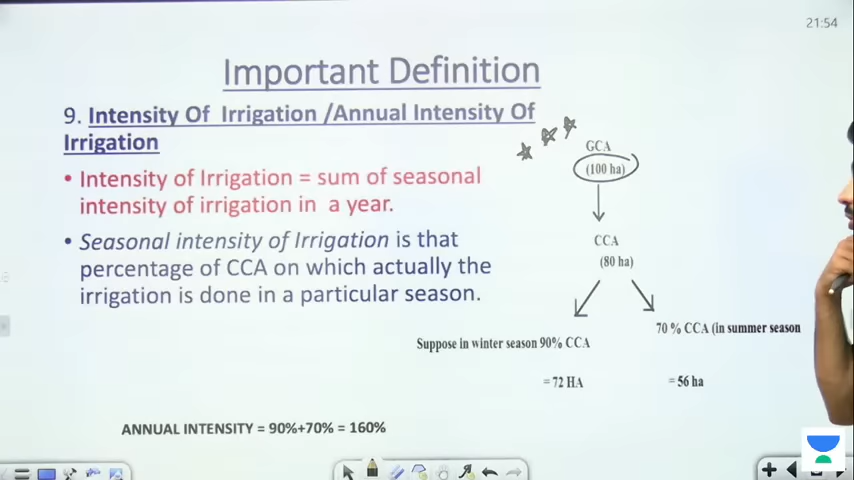 21:54
Important Definition
9. Intensity Of Irrigation /Annual Intensity Of
Irrigation
• Intensity of Irrigation = sum of seasonal
intensity of irrigation in a year.
• Seasonal intensity of Irrigation is that
percentage of CCA on which actually the
irrigation is done in a particular season.
GCA
(100 ha)
CCA
(80 ha)
Suppose in winter season 90% CCA
= 72 HA
70 % CCA (in summer season
= 56 ha
ANNUAL INTENSITY = 90%+70% = 160%